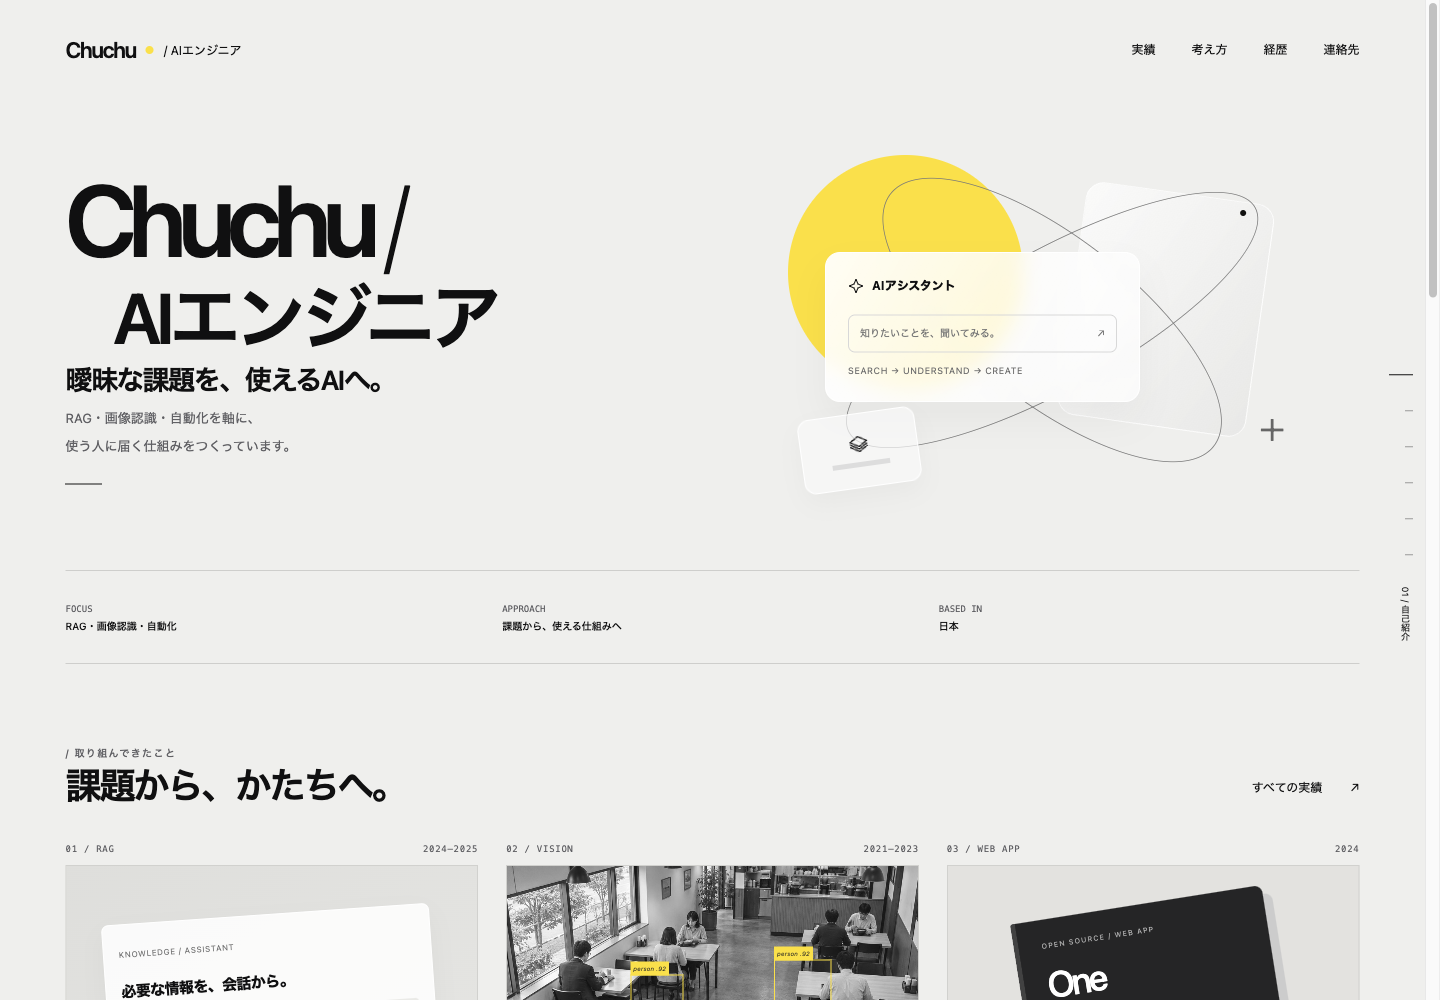 Chuchu / AIエンジニア
実績 考え方 経歴 連絡先
Chuchu/
AIエンジニア
曖昧な課題を、使えるAIへ。
RAG・画像認識・自動化を軸に、
使う人に届く仕組みをつくっています。
AIアシスタント
知りたいことを、聞いてみる。
SEARCH → UNDERSTAND → CREATE
01 / 自己紹介
FOCUS
RAG・画像認識・自動化
APPROACH
課題から、使える仕組みへ
BASED IN
日本
/ 取り組んできたこと
課題から、かたちへ。
すべての実績
01 / RAG 2024—2025
KNOWLEDGE / ASSISTANT
必要な情報を、会話から。
02 / VISION 2021—2023
person .92
person .92
03 / WEB APP 2024
OPEN SOURCE / WEB APP
One